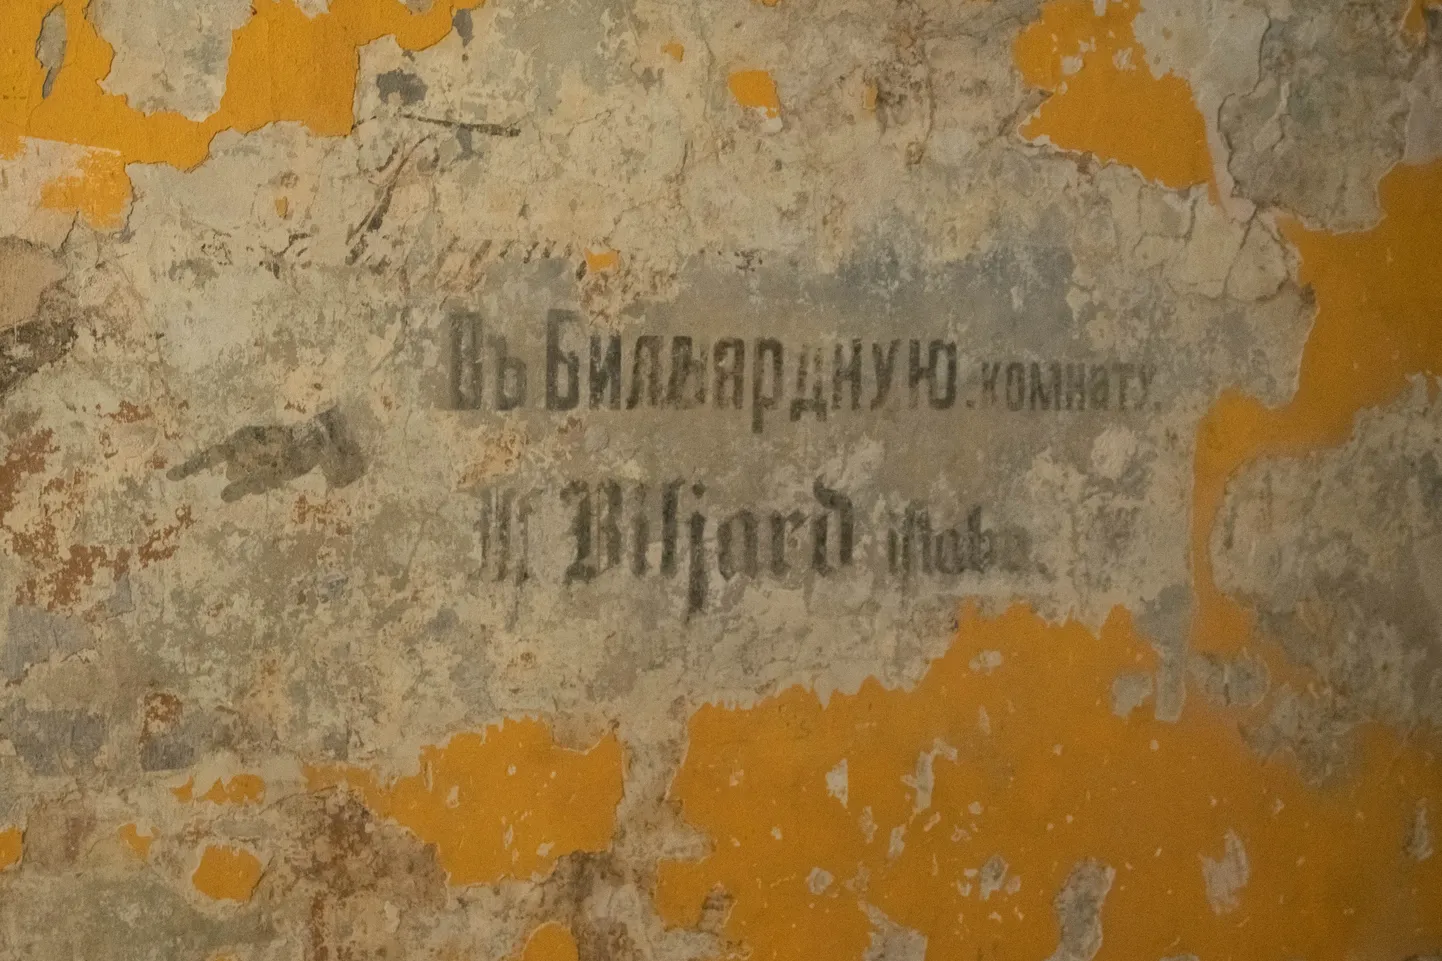 Въ Бильярдную комнату.
Biljard